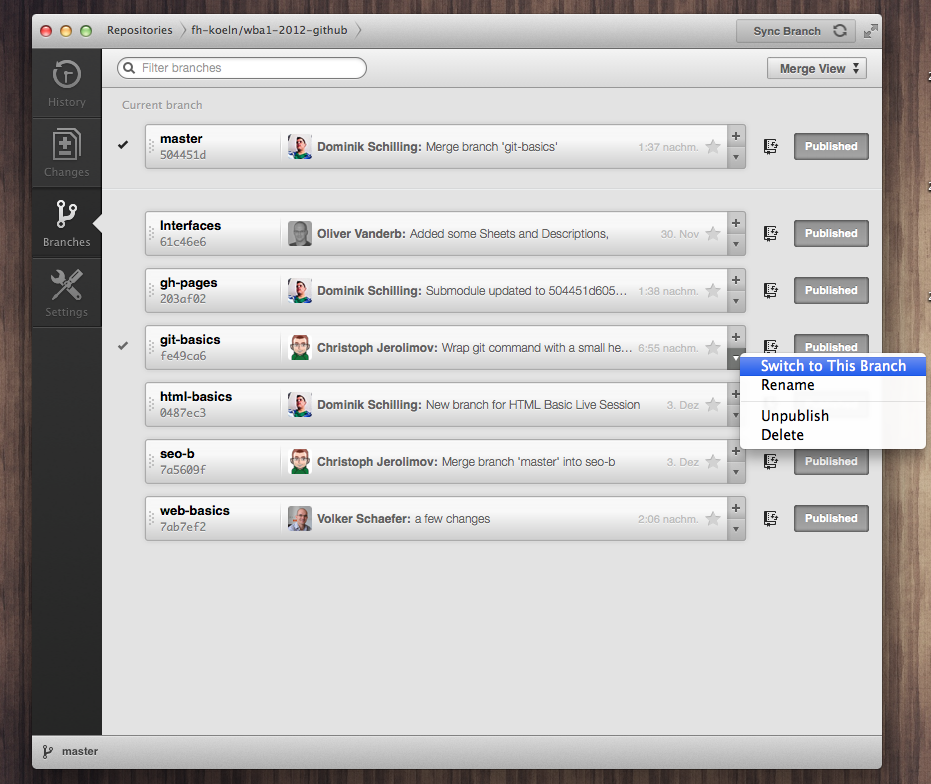 Repositories
fh-koeln/wba1-2012-github
Sync Branch
History
Changes
Branches
Settings
Filter branches
Merge View
Current branch
master
504451d
Dominik Schilling: Merge branch 'git-basics'
1:37 nachm.
Published
Interfaces
61c46e6
Oliver Vanderb: Added some Sheets and Descriptions,
30. Nov
Published
gh-pages
203af02
Dominik Schilling: Submodule updated to 504451d605...
1:38 nachm.
Published
git-basics
fe49ca6
Christoph Jerolimov: Wrap git command with a small he...
6:55 nachm.
Published
Switch to This Branch
Rename
Unpublish
Delete
html-basics
0487ec3
Dominik Schilling: New branch for HTML Basic Live Session
3. Dez
seo-b
7a5609f
Christoph Jerolimov: Merge branch 'master' into seo-b
3. Dez
Published
web-basics
7ab7ef2
Volker Schaefer: a few changes
2:06 nachm.
Published
master